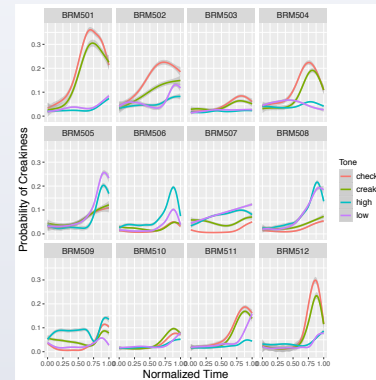 BRM501 BRM502 BRM503 BRM504
0.3
0.2
0.1
0.0
BRM505 BRM506 BRM507 BRM508
0.3
0.2
0.1
0.0
BRM509 BRM510 BRM511 BRM512
0.3
0.2
0.1
0.0
0.00 0.25 0.50 0.75 1.00 0.00 0.25 0.50 0.75 1.00 0.00 0.25 0.50 0.75 1.00 0.00 0.25 0.50 0.75 1.00
Normalized Time
Probability of Creakiness
Tone
check
creak
high
low